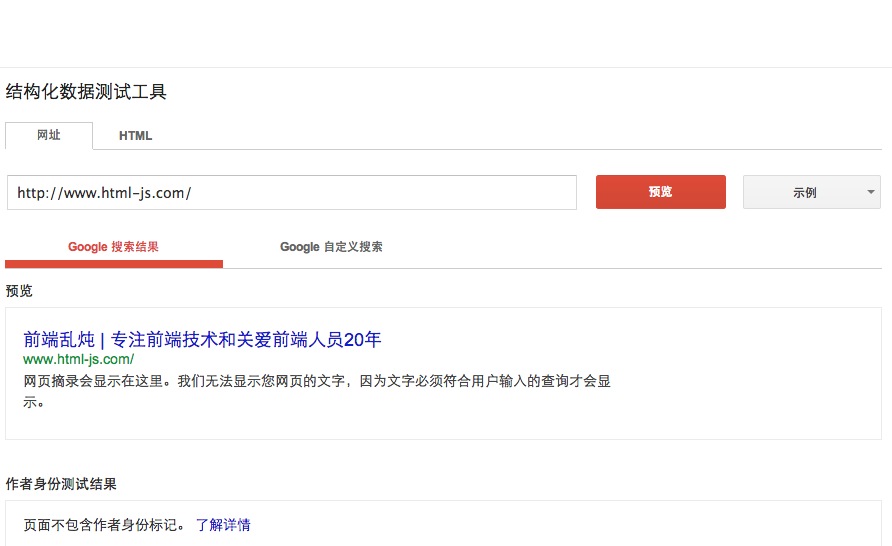 结构化数据测试工具
网址 HTML
http://www.html-js.com/ 预览 示例
Google 搜索结果 Google 自定义搜索
预览
前端乱炖 | 专注前端技术和关爱前端人员20年
www.html-js.com/
网页摘录会显示在这里。我们无法显示您网页的文字，因为文字必须符合用户输入的查询才会显
示。
作者身份测试结果
页面不包含作者身份标记。 了解详情